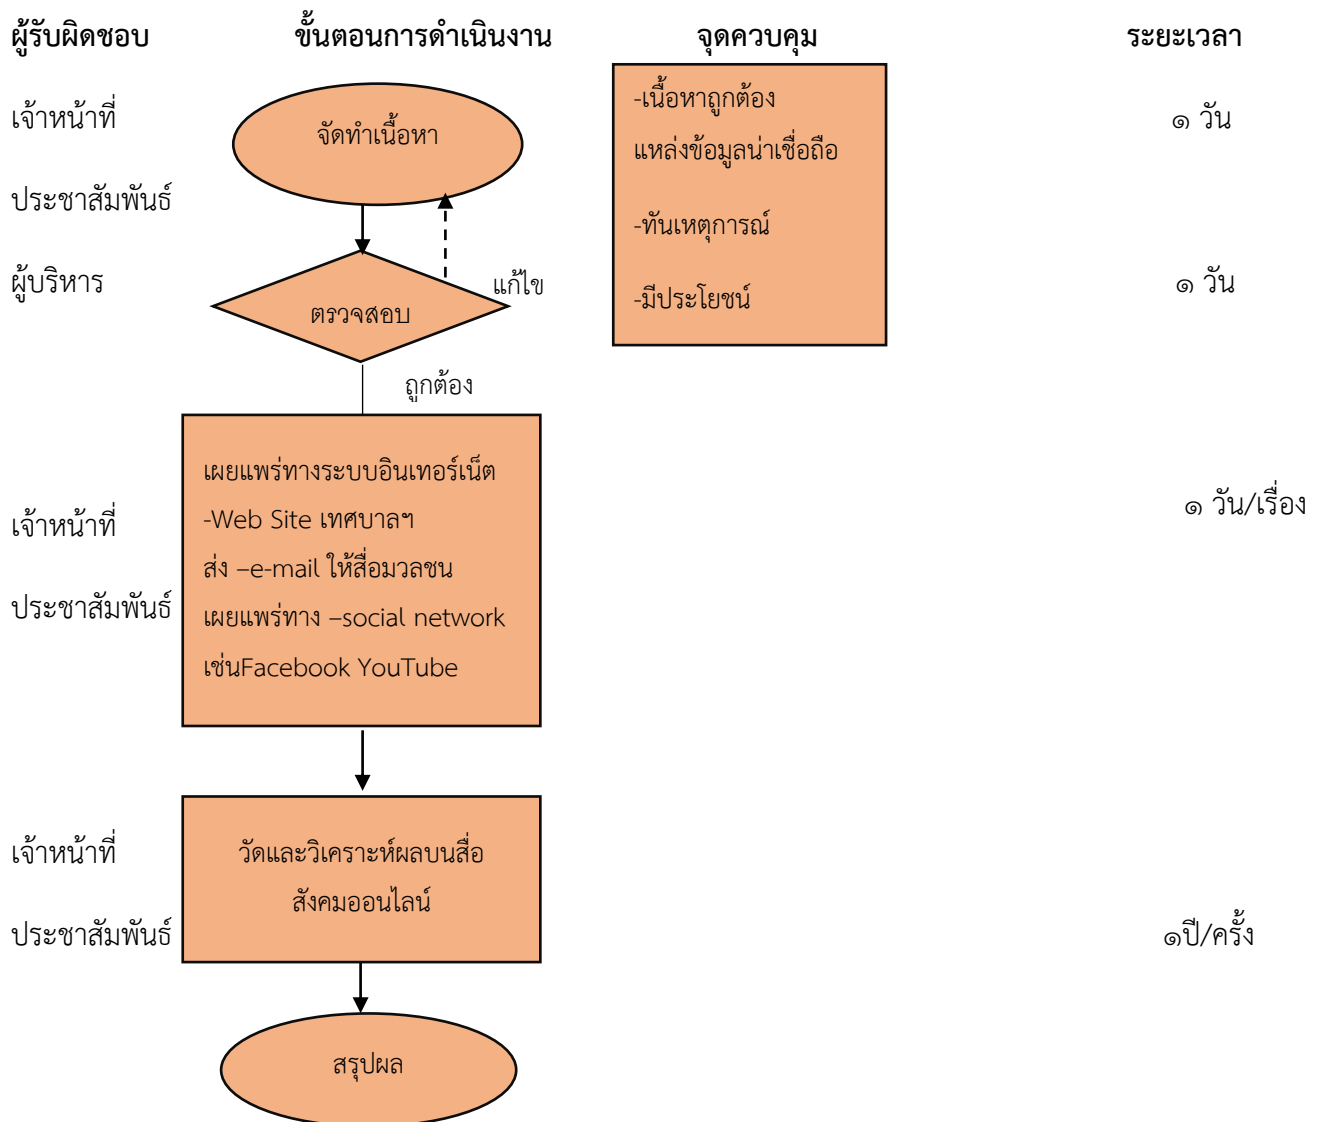 ผู้รับผิดชอบ ขั้นตอนการดำเนินงาน จุดควบคุม ระยะเวลา
เจ้าหน้าที่
ประชาสัมพันธ์
จัดทำเนื้อหา
-เนื้อหาถูกต้อง
แหล่งข้อมูลน่าเชื่อถือ
-ทันเหตุการณ์
-มีประโยชน์
๑ วัน
ผู้บริหาร
ตรวจสอบ
แก้ไข
๑ วัน
ถูกต้อง
เจ้าหน้าที่
ประชาสัมพันธ์
เผยแพร่ทางระบบอินเทอร์เน็ต
-Web Site เทศบาลฯ
ส่ง –e-mail ให้สื่อมวลชน
เผยแพร่ทาง –social network
เช่นFacebook YouTube
๑ วัน/เรื่อง
เจ้าหน้าที่
ประชาสัมพันธ์
วัดและวิเคราะห์ผลบนสื่อ
สังคมออนไลน์
๑ปี/ครั้ง
สรุปผล